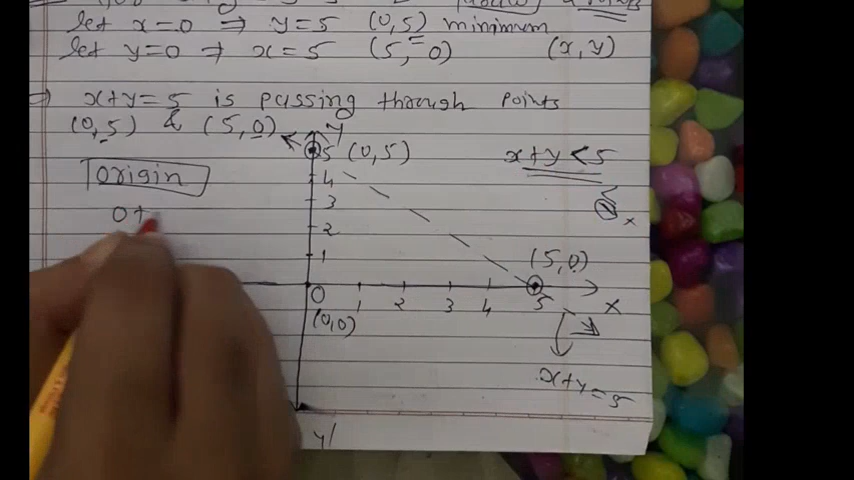 let x=0 ⇒ y=5 (0,5) minimum
let y=0 ⇒ x=5 (5,0) (x,y)
⇒ x+y=5 is passing through points
(0,5) & (5,0)
y
5 (0,5)
x+y<5
origin
4
3
0+
2
1
(5,0)
0 1 2 3 4 5 x
(0,0)
x+y=5
y'